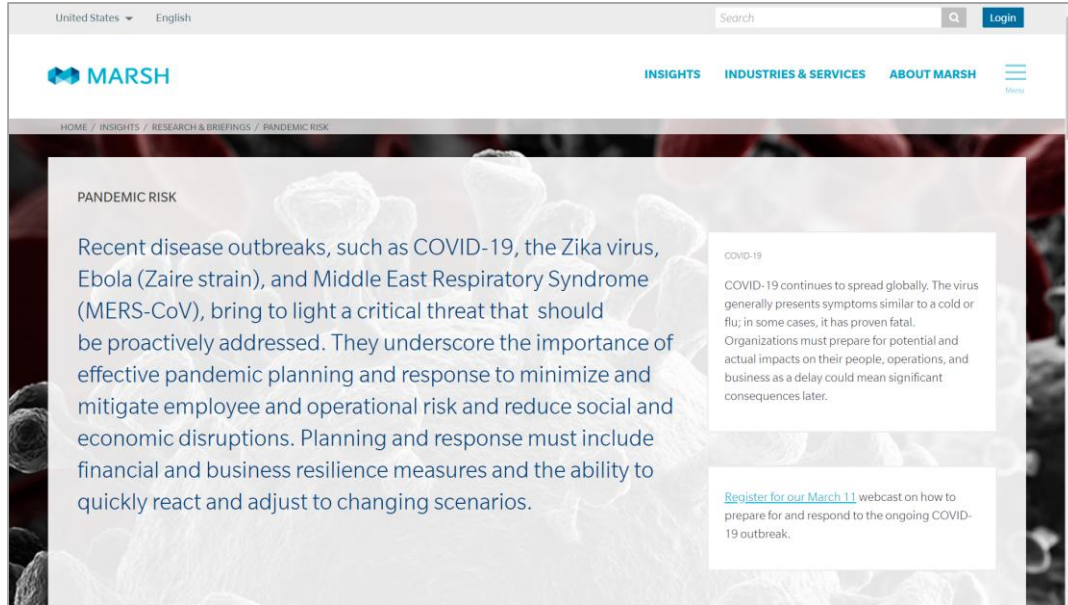 United States English Search Login
MARSH INSIGHTS INDUSTRIES & SERVICES ABOUT MARSH Menu
HOME / INSIGHTS / RESEARCH & BRIEFINGS / PANDEMIC RISK
PANDEMIC RISK
Recent disease outbreaks, such as COVID-19, the Zika virus,
Ebola (Zaire strain), and Middle East Respiratory Syndrome
(MERS-CoV), bring to light a critical threat that should
be proactively addressed. They underscore the importance of
effective pandemic planning and response to minimize and
mitigate employee and operational risk and reduce social and
economic disruptions. Planning and response must include
financial and business resilience measures and the ability to
quickly react and adjust to changing scenarios.
COVID-19
COVID-19 continues to spread globally. The virus
generally presents symptoms similar to a cold or
flu; in some cases, it has proven fatal.
Organizations must prepare for potential and
actual impacts on their people, operations, and
business as a delay could mean significant
consequences later.
Register for our March 11 webcast on how to
prepare for and respond to the ongoing COVID-
19 outbreak.